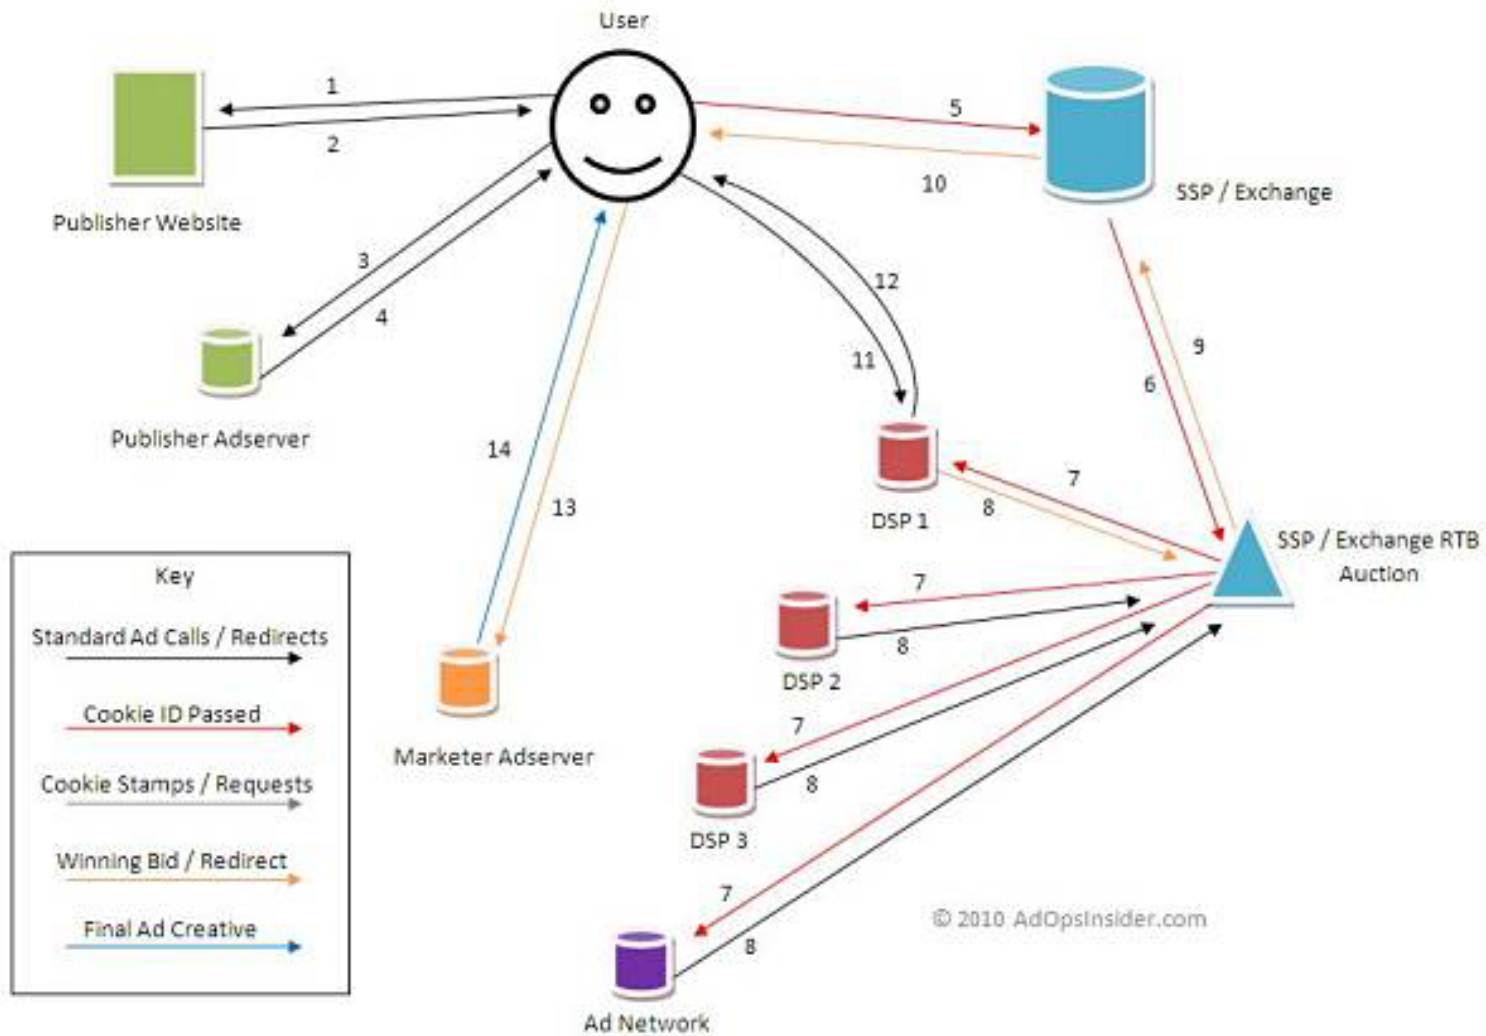 User
1
2
Publisher Website
5
10
SSP / Exchange
3
4
Publisher Adserver
12
11
9
6
14
13
DSP 1
7
8
SSP / Exchange RTB
Auction
7
8
DSP 2
7
8
DSP 3
7
8
Ad Network
Marketer Adserver
Key
Standard Ad Calls / Redirects
Cookie ID Passed
Cookie Stamps / Requests
Winning Bid / Redirect
Final Ad Creative
© 2010 AdOpsInsider.com